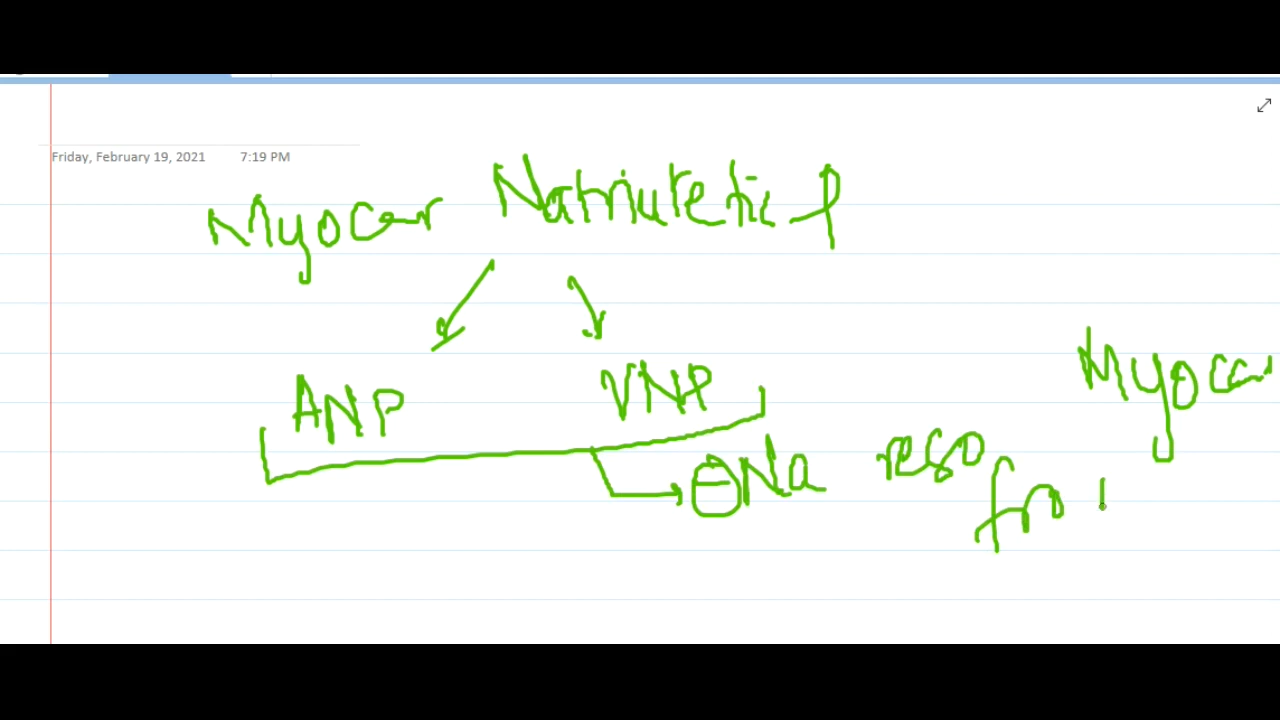 Friday, February 19, 2021 7:19 PM
Myocar Natriuretic P
ANP VNP
Myocar
⊖Na reso
fro